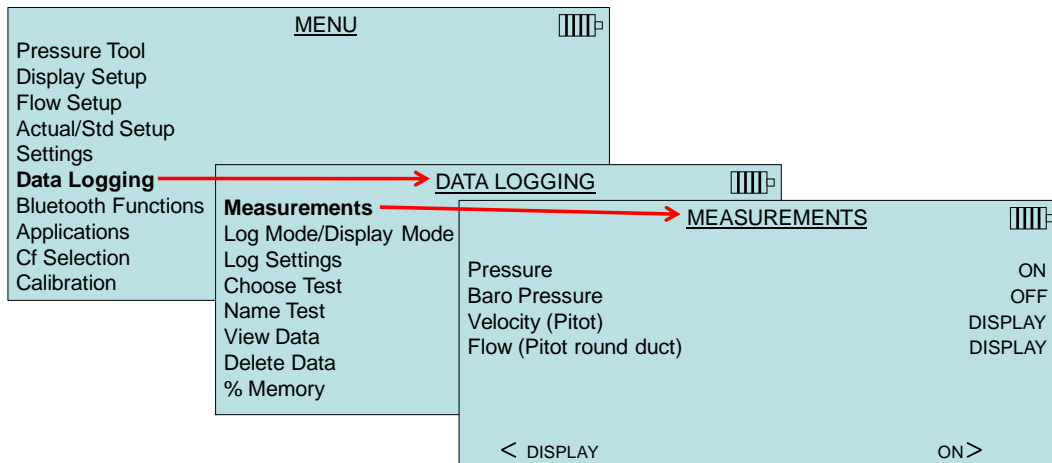 MENU
Pressure Tool
Display Setup
Flow Setup
Actual/Std Setup
Settings
Data Logging
Bluetooth Functions
Applications
Cf Selection
Calibration
DATA LOGGING
Measurements
Log Mode/Display Mode
Log Settings
Choose Test
Name Test
View Data
Delete Data
% Memory
MEASUREMENTS
Pressure ON
Baro Pressure OFF
Velocity (Pitot) DISPLAY
Flow (Pitot round duct) DISPLAY
< DISPLAY ON >